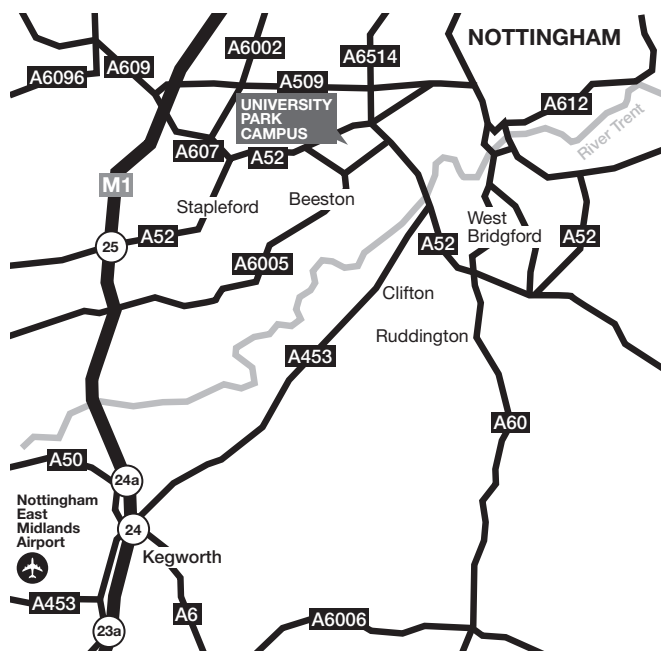 NOTTINGHAM
A6002
A6514
A609
A6096
A509
A612
UNIVERSITY
PARK
CAMPUS
River Trent
A607
A52
M1
Stapleford
Beeston
West
Bridgford
A52
25
A52
A52
A6005
Clifton
Ruddington
A453
A60
A50
24a
Nottingham
East
Midlands
Airport
24
Kegworth
A453
A6
A6006
23a